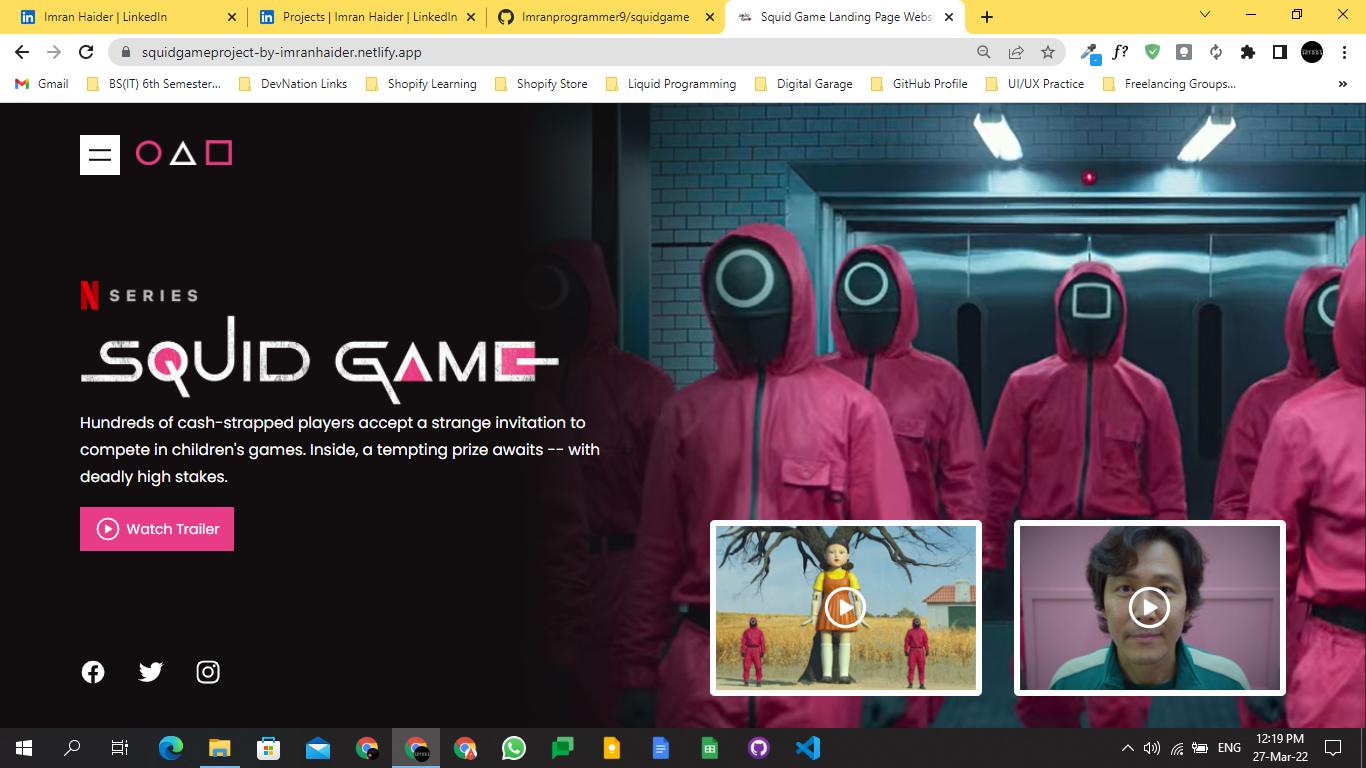 Imran Haider | LinkedIn
Projects | Imran Haider | LinkedIn
Imranprogrammer9/squidgame
Squid Game Landing Page Webs
squidgameproject-by-imranhaider.netlify.app
f?
Gmail
BS(IT) 6th Semester...
DevNation Links
Shopify Learning
Shopify Store
Liquid Programming
Digital Garage
GitHub Profile
UI/UX Practice
Freelancing Groups...
»
N SERIES
SQUID GAME
Hundreds of cash-strapped players accept a strange invitation to
compete in children's games. Inside, a tempting prize awaits -- with
deadly high stakes.
Watch Trailer
ENG
12:19 PM
27-Mar-22